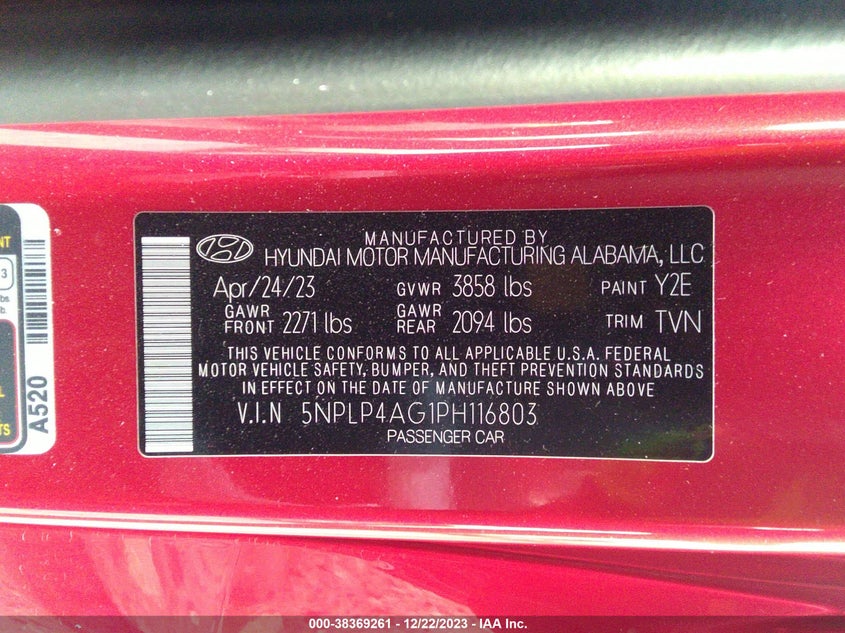 MANUFACTURED BY
HYUNDAI MOTOR MANUFACTURING ALABAMA, LLC
Apr/24/23 GVWR 3858 lbs PAINT Y2E
GAWR FRONT 2271 lbs GAWR REAR 2094 lbs TRIM TVN
THIS VEHICLE CONFORMS TO ALL APPLICABLE U.S.A. FEDERAL
MOTOR VEHICLE SAFETY, BUMPER, AND THEFT PREVENTION STANDARDS
IN EFFECT ON THE DATE OF MANUFACTURE SHOWN ABOVE
V.I.N 5NPLP4AG1PH116803
PASSENGER CAR
A520
000-38369261 - 12/22/2023 - IAA Inc.